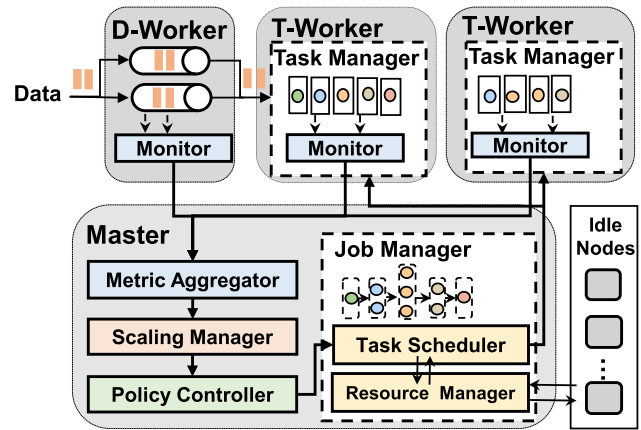 D-Worker
T-Worker
T-Worker
Task Manager
Task Manager
Data
Monitor
Monitor
Monitor
Master
Job Manager
Idle
Nodes
Metric Aggregator
Scaling Manager
Task Scheduler
Policy Controller
Resource Manager